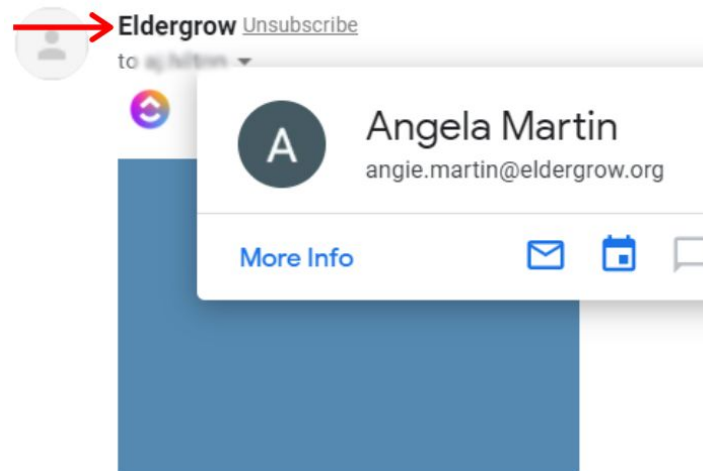 Eldergrow Unsubscribe
to
A
Angela Martin
angie.martin@eldergrow.org
More Info